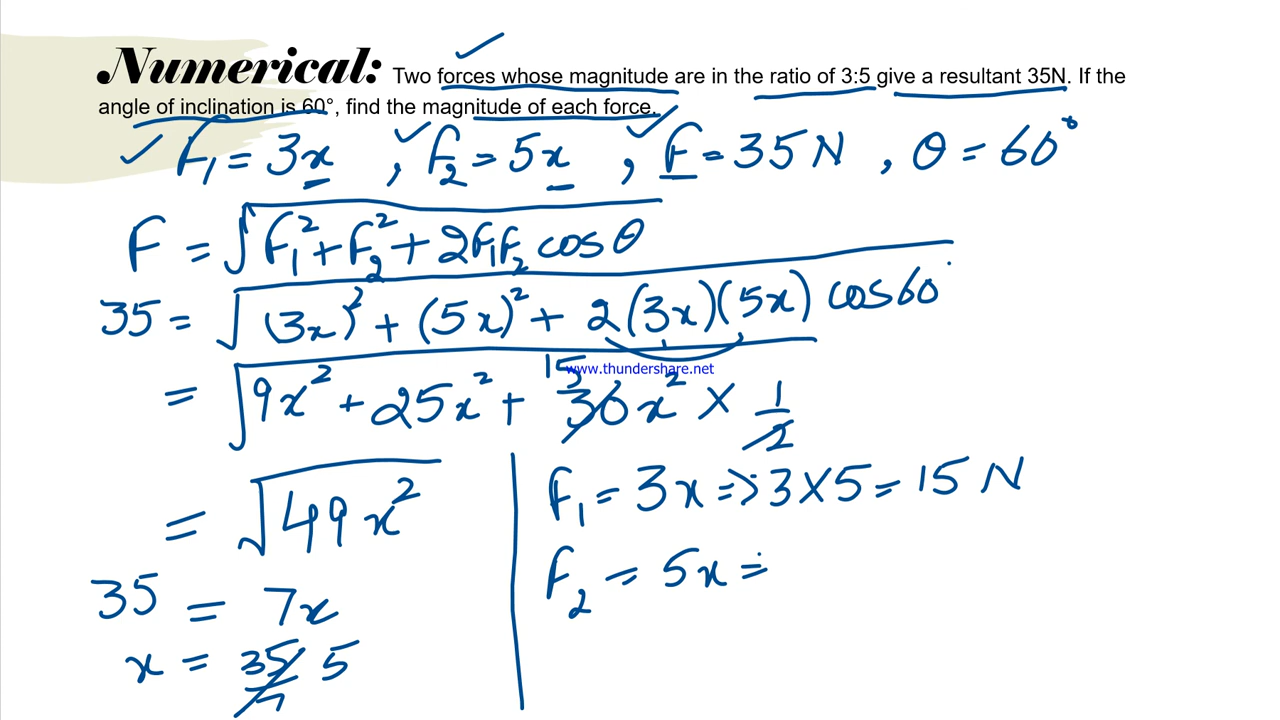 Numerical: Two forces whose magnitude are in the ratio of 3:5 give a resultant 35N. If the
angle of inclination is 60°, find the magnitude of each force.
F₁ = 3x , F₂ = 5x , F = 35 N , θ = 60°
F = √(F₁² + F₂² + 2F₁F₂ cos θ)
35 = √((3x)² + (5x)² + 2(3x)(5x) cos 60°)
www.thundershare.net
15
= √(9x² + 25x² + 30x² × 1/2)
= √49x²
35 = 7x
x = 35/7 5
F₁ = 3x => 3 × 5 = 15 N
F₂ = 5x =